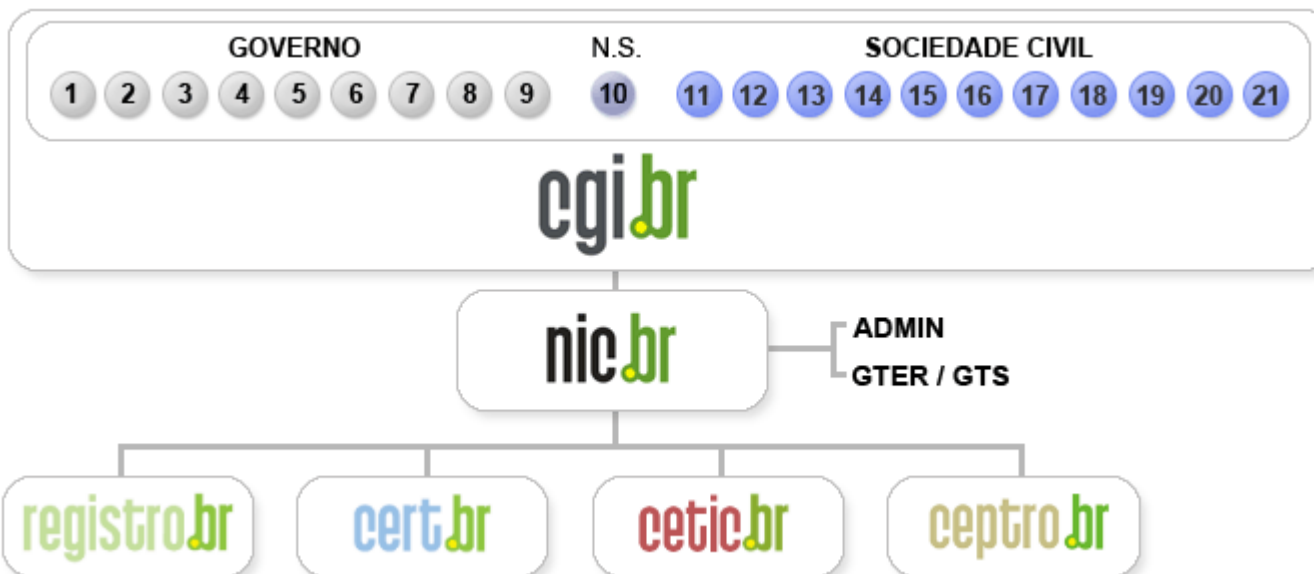 GOVERNO N.S. SOCIEDADE CIVIL
1 2 3 4 5 6 7 8 9 10 11 12 13 14 15 16 17 18 19 20 21
cgi.br
nic.br
ADMIN
GTER / GTS
registro.br cert.br cetic.br ceptro.br